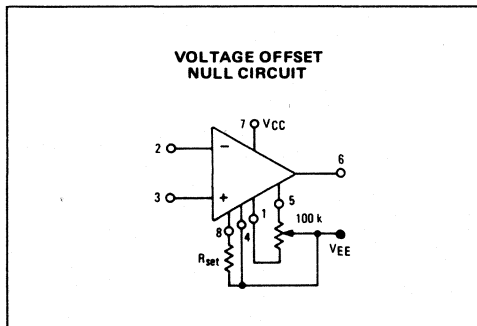 VOLTAGE OFFSET
NULL CIRCUIT
7 VCC
2
−
6
3
+
5
1
100 k
8
4
Rset
VEE